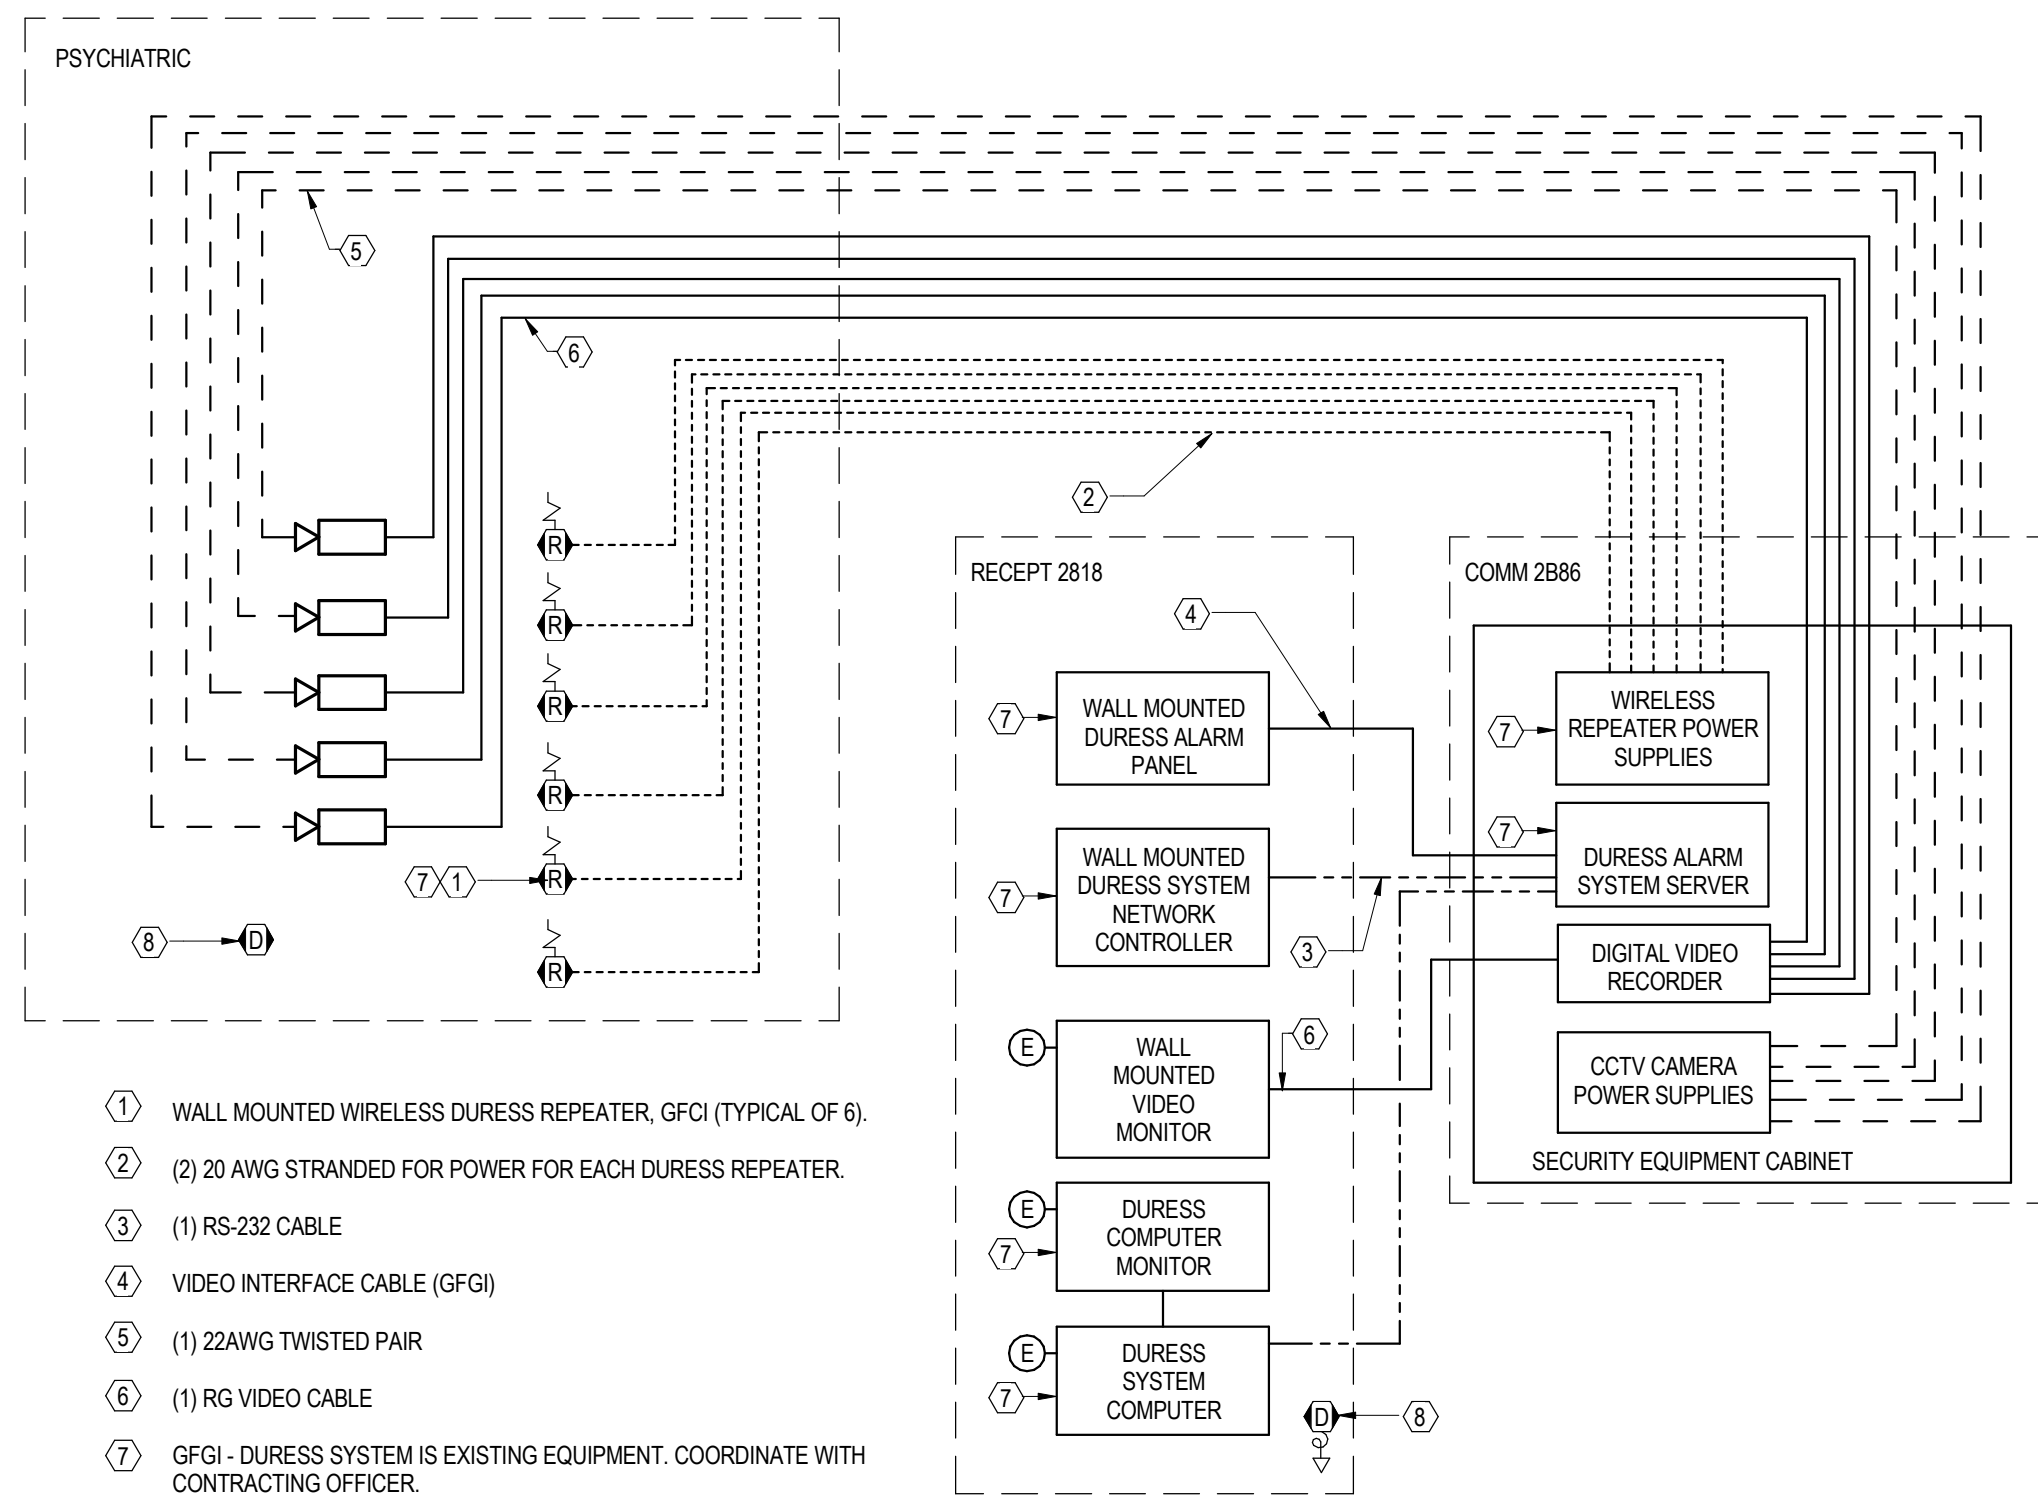 PSYCHIATRIC
5
6
2
R
R
R
R
7 1
R
R
8
D
RECEPT 2818
4
7
WALL MOUNTED
DURESS ALARM
PANEL
7
WALL MOUNTED
DURESS SYSTEM
NETWORK
CONTROLLER
3
E
WALL
MOUNTED
VIDEO
MONITOR
6
E
7
DURESS
COMPUTER
MONITOR
E
7
DURESS
SYSTEM
COMPUTER
D
8
COMM 2B86
7
WIRELESS
REPEATER POWER
SUPPLIES
7
DURESS ALARM
SYSTEM SERVER
DIGITAL VIDEO
RECORDER
CCTV CAMERA
POWER SUPPLIES
SECURITY EQUIPMENT CABINET
1 WALL MOUNTED WIRELESS DURESS REPEATER, GFCI (TYPICAL OF 6).
2 (2) 20 AWG STRANDED FOR POWER FOR EACH DURESS REPEATER.
3 (1) RS-232 CABLE
4 VIDEO INTERFACE CABLE (GFGI)
5 (1) 22AWG TWISTED PAIR
6 (1) RG VIDEO CABLE
7 GFGI - DURESS SYSTEM IS EXISTING EQUIPMENT. COORDINATE WITH
CONTRACTING OFFICER.